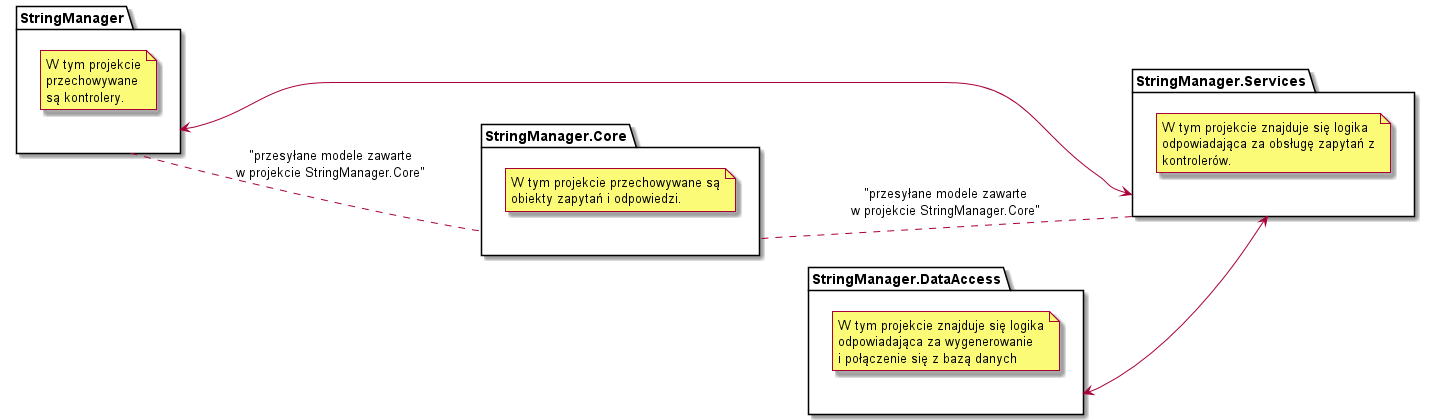 StringManager
W tym projekcie
przechowywane
są kontrolery.
"przesyłane modele zawarte
w projekcie StringManager.Core"
StringManager.Core
W tym projekcie przechowywane są
obiekty zapytań i odpowiedzi.
"przesyłane modele zawarte
w projekcie StringManager.Core"
StringManager.Services
W tym projekcie znajduje się logika
odpowiadająca za obsługę zapytań z
kontrolerów.
StringManager.DataAccess
W tym projekcie znajduje się logika
odpowiadająca za wygenerowanie
i połączenie się z bazą danych